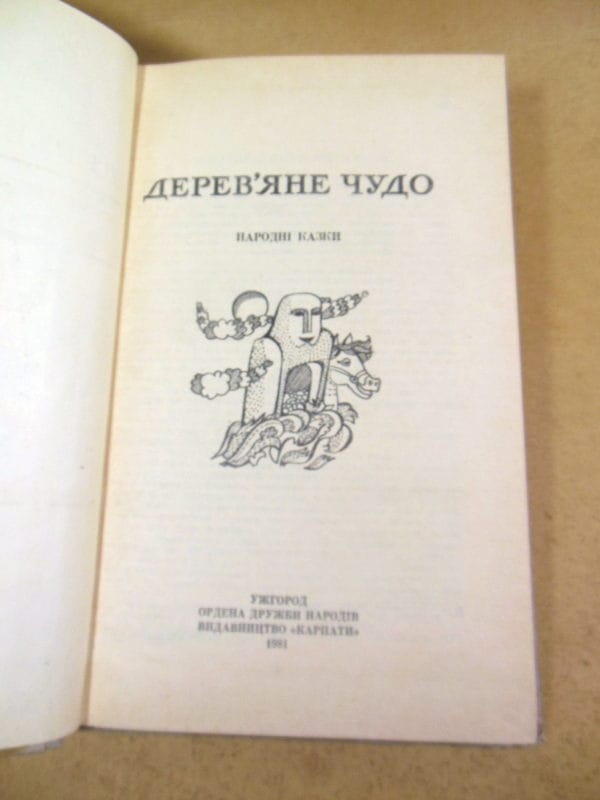 ДЕРЕВ'ЯНЕ ЧУДО
НАРОДНІ КАЗКИ
УЖГОРОД
ОРДЕНА ДРУЖБИ НАРОДІВ
ВИДАВНИЦТВО «КАРПАТИ»
1981